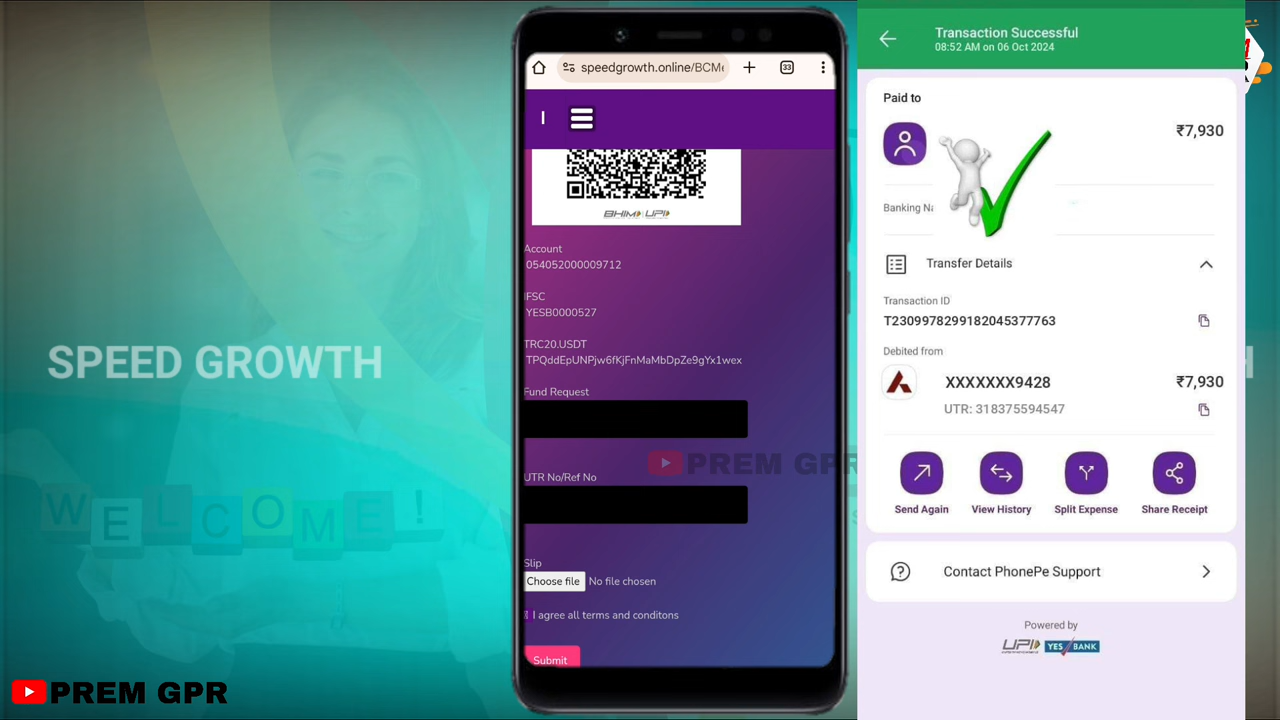 SPEED GROWTH
WELCOME!
PREM GPR
speedgrowth.online/BCM
33
I
BHIM UPI
Account
054052000009712
IFSC
YESB0000527
TRC20.USDT
TPQddEpUNPjw6fKjFnMaMbDpZe9gYx1wex
Fund Request
UTR No/Ref No
PREM GPR
Slip
Choose file No file chosen
I agree all terms and conditons
Submit
Transaction Successful
08:52 AM on 06 Oct 2024
Paid to
₹7,930
Banking Na
Transfer Details
Transaction ID
T2309978299182045377763
Debited from
XXXXXXX9428
₹7,930
UTR: 318375594547
Send Again
View History
Split Expense
Share Receipt
Contact PhonePe Support
Powered by
UPI YES BANK